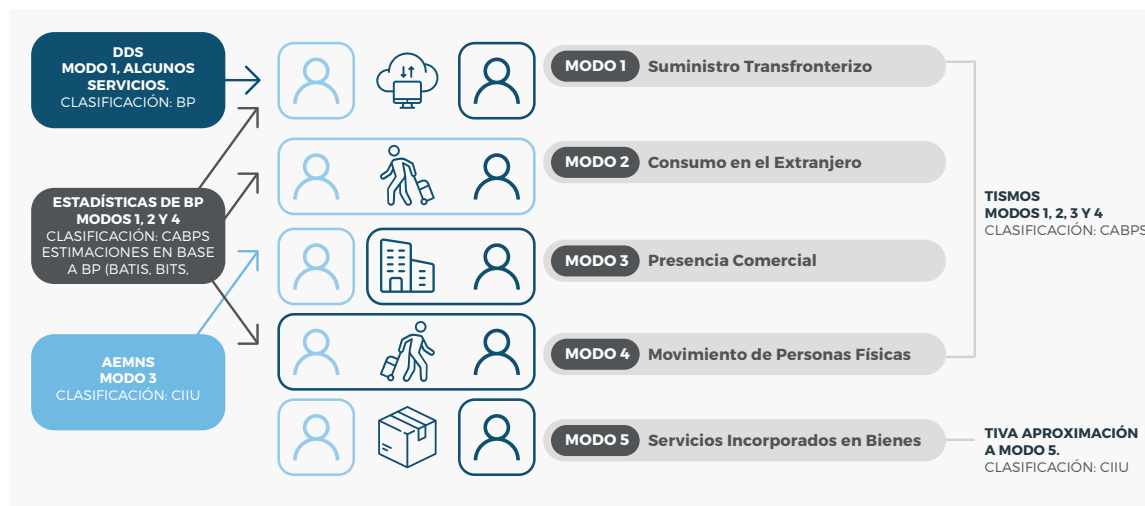 DDS
MODO 1, ALGUNOS
SERVICIOS.
CLASIFICACIÓN: BP
ESTADÍSTICAS DE BP
MODOS 1, 2 Y 4
CLASIFICACIÓN: CABPS
ESTIMACIONES EN BASE
A BP (BATIS, BITS,
AEMNS
MODO 3
CLASIFICACIÓN: CIIU
MODO 1 Suministro Transfronterizo
MODO 2 Consumo en el Extranjero
MODO 3 Presencia Comercial
MODO 4 Movimiento de Personas Físicas
MODO 5 Servicios Incorporados en Bienes
TISMOS
MODOS 1, 2, 3 Y 4
CLASIFICACIÓN: CABPS
TIVA APROXIMACIÓN
A MODO 5.
CLASIFICACIÓN: CIIU